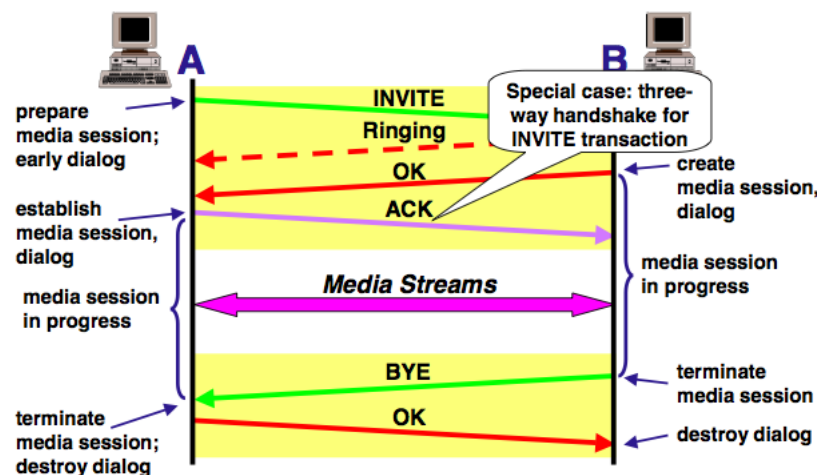 A
B
INVITE
Special case: three-
way handshake for
INVITE transaction
prepare
media session;
early dialog
Ringing
OK
create
media session,
dialog
ACK
establish
media session,
dialog
media session
in progress
Media Streams
media session
in progress
BYE
terminate
media session
OK
terminate
media session;
destroy dialog
destroy dialog